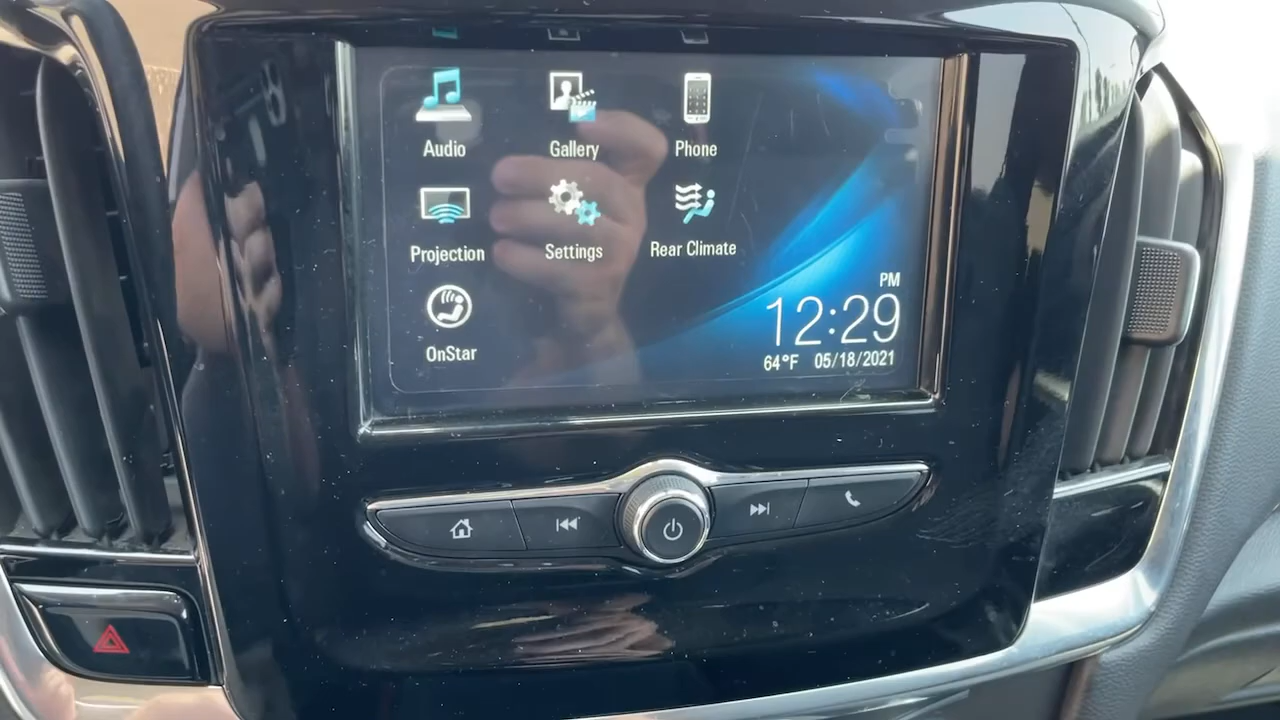 Audio
Gallery
Phone
Projection
Settings
Rear Climate
OnStar
PM
12:29
64°F 05/18/2021